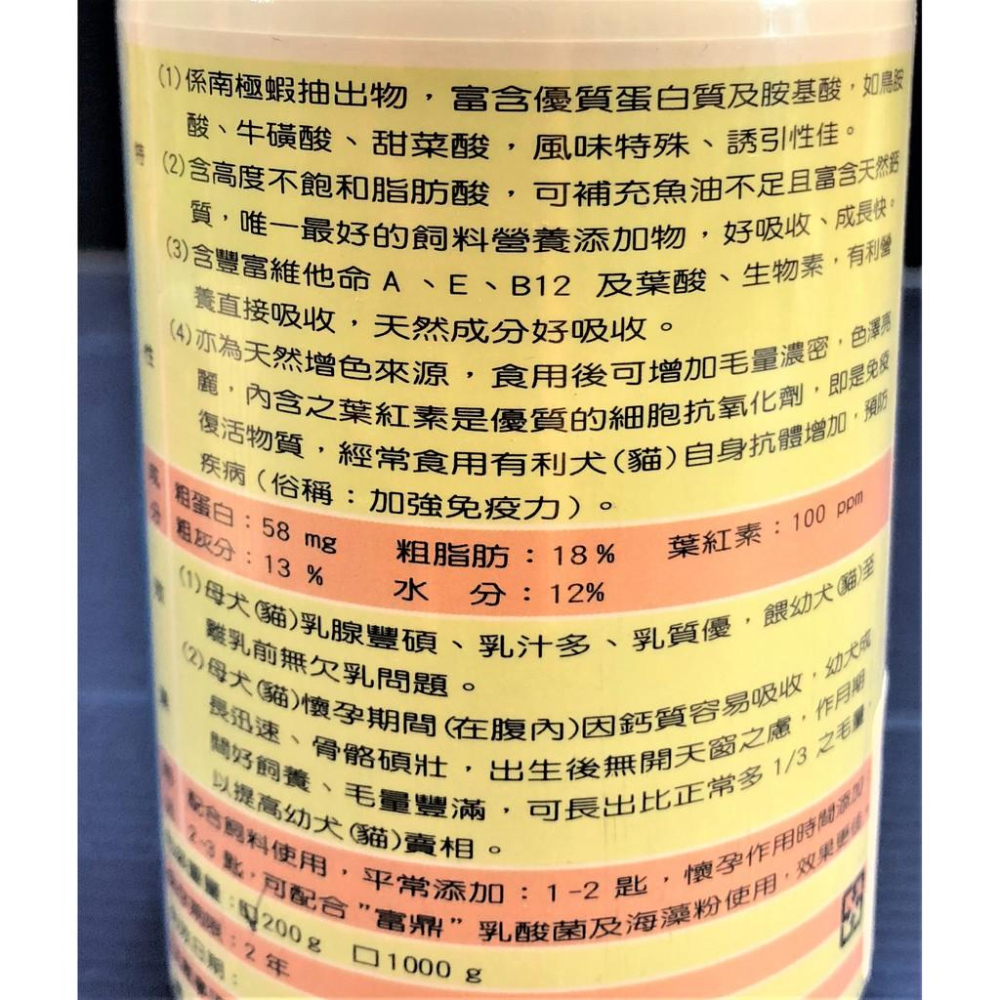 (1)係南極蝦抽出物，富含優質蛋白質及胺基酸，如鳥胺
酸、牛磺酸、甜菜酸，風味特殊、誘引性佳。
特
(2)含高度不飽和脂肪酸，可補充魚油不足且富含天然鈣
質，唯一最好的飼料營養添加物，好吸收、成長快。
(3)含豐富維他命A、E、B12 及葉酸、生物素，有利營
養直接吸收，天然成分好吸收。
性
(4)亦為天然增色來源，食用後可增加毛量濃密，色澤亮
麗，內含之葉紅素是優質的細胞抗氧化劑，即是免疫
復活物質，經常食用有利犬(貓)自身抗體增加，預防
疾病(俗稱：加強免疫力)。
成
分
粗蛋白：58 mg 粗脂肪：18% 葉紅素：100 ppm
粗灰分：13 % 水 分：12%
效
(1)母犬(貓)乳腺豐碩、乳汁多、乳質優，餵幼犬(貓)至
離乳前無欠乳問題。
(2)母犬(貓)懷孕期間(在腹內)因鈣質容易吸收，幼犬成
長迅速、骨骼碩壯，出生後無開天窗之慮，作月期
間好飼養、毛量豐滿，可長出比正常多 1/3 之毛量，
以提高幼犬(貓)賣相。
果
配合飼料使用，平常添加：1-2 匙，懷孕作用時間添加
2-3 匙，可配合"富鼎"乳酸菌及海藻粉使用，效果更佳
重量：☑200g □1000g
期限：2年
日期：